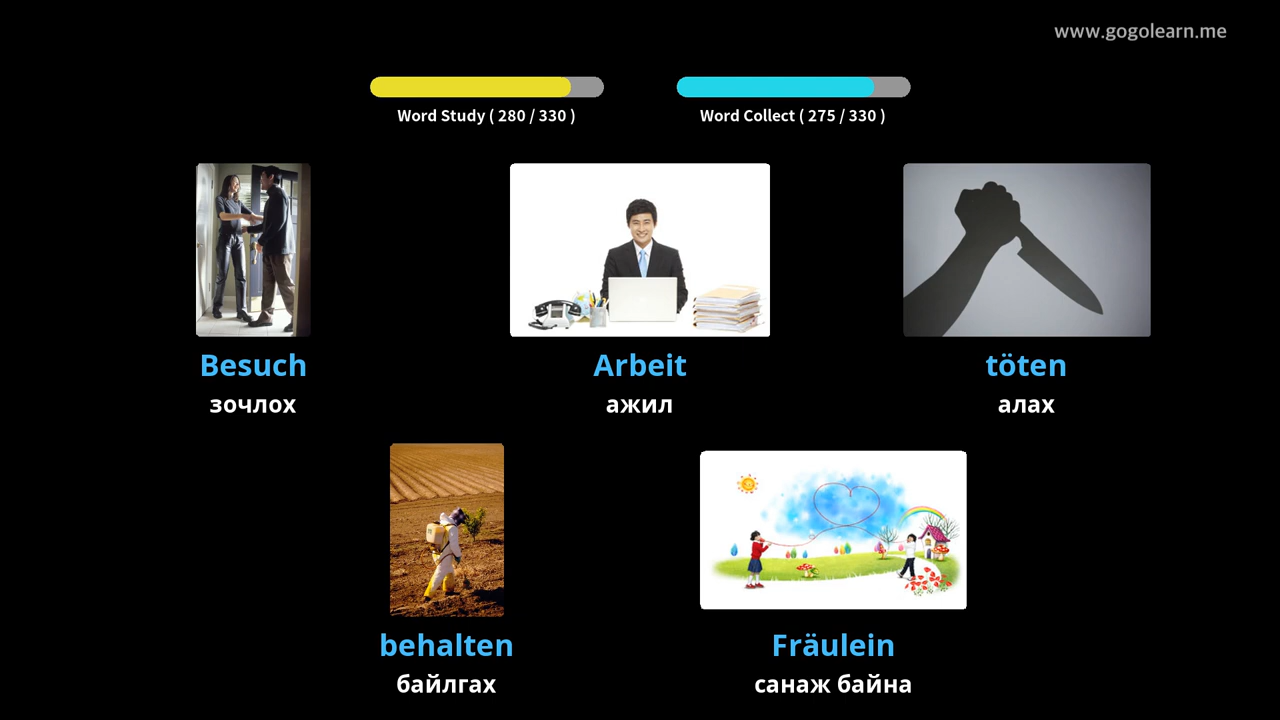 www.gogolearn.me
Word Study ( 280 / 330 )
Word Collect ( 275 / 330 )
Besuch
зочлох
Arbeit
ажил
töten
алах
behalten
байлгах
Fräulein
санаж байна